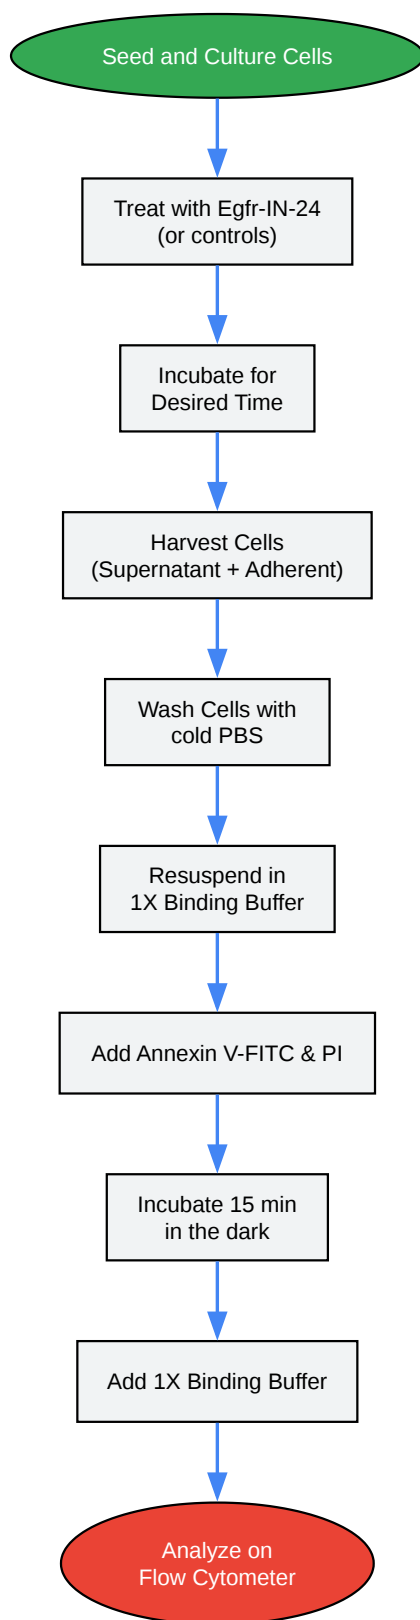 Seed and Culture Cells
Treat with Egfr-IN-24
(or controls)
Incubate for
Desired Time
Harvest Cells
(Supernatant + Adherent)
Wash Cells with
cold PBS
Resuspend in
1X Binding Buffer
Add Annexin V-FITC & PI
Incubate 15 min
in the dark
Add 1X Binding Buffer
Analyze on
Flow Cytometer